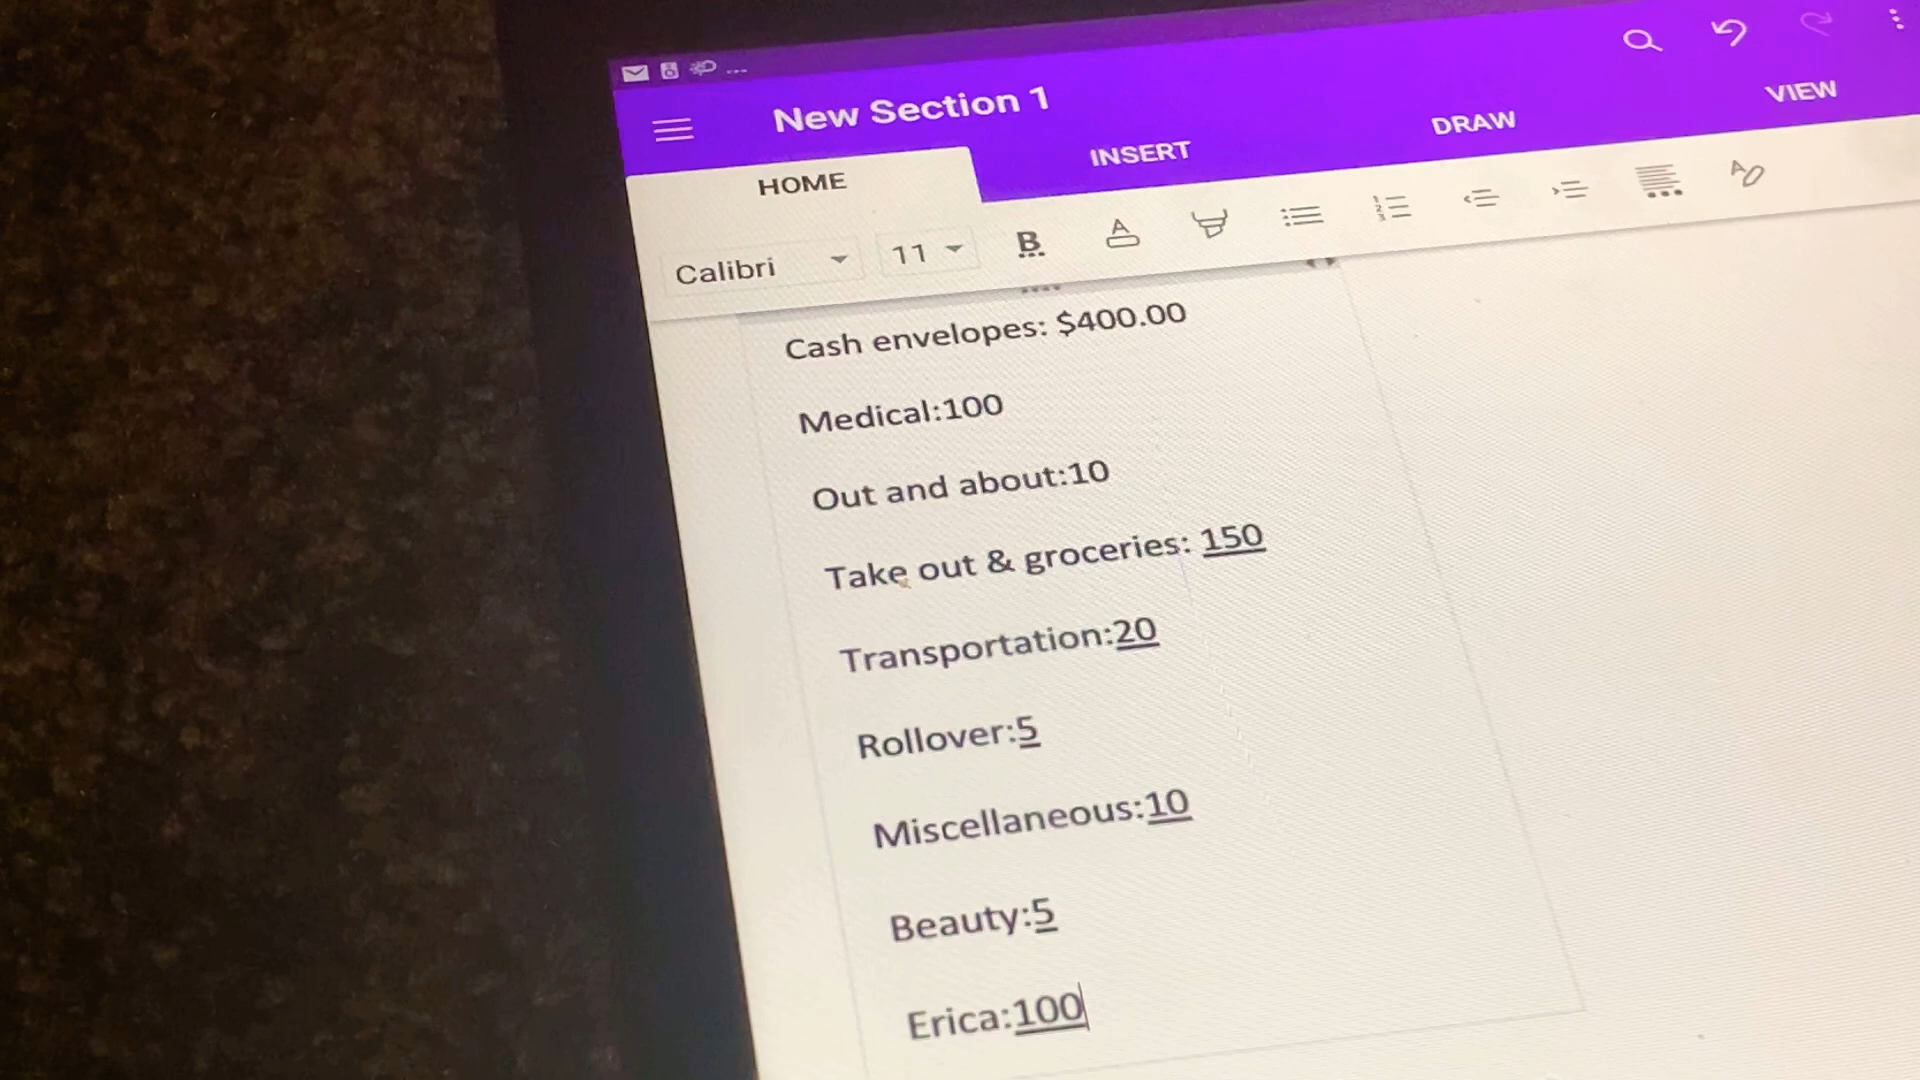 New Section 1
HOME
INSERT
DRAW
VIEW
Calibri
11
B
Cash envelopes: $400.00
Medical:100
Out and about:10
Take out & groceries: 150
Transportation:20
Rollover:5
Miscellaneous:10
Beauty:5
Erica:100